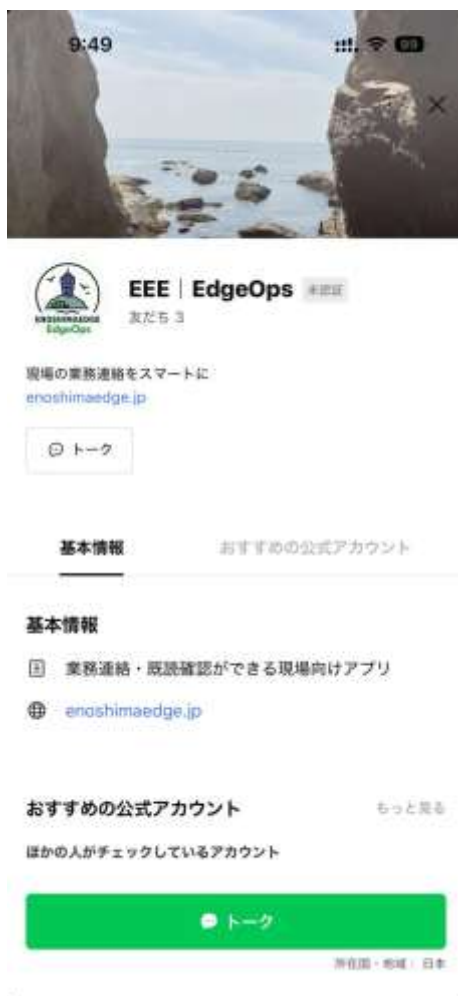 9:49
99
EEE｜EdgeOps 未認証
友だち 3
ENOSHIMAEDGE
EdgeOps
現場の業務連絡をスマートに
enoshimaedge.jp
トーク
基本情報
おすすめの公式アカウント
基本情報
業務連絡・既読確認ができる現場向けアプリ
enoshimaedge.jp
おすすめの公式アカウント
もっと見る
ほかの人がチェックしているアカウント
トーク
所在国・地域： 日本